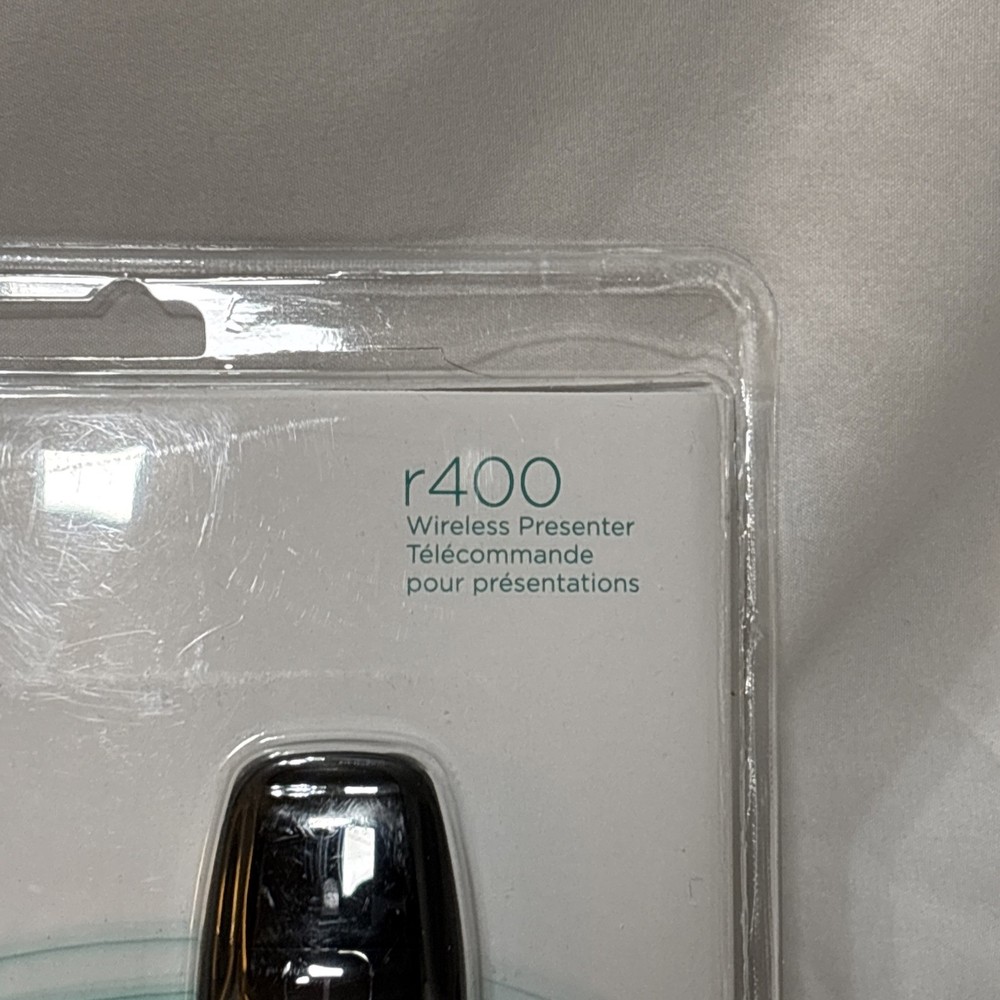 r400
Wireless Presenter
Télécommande
pour présentations